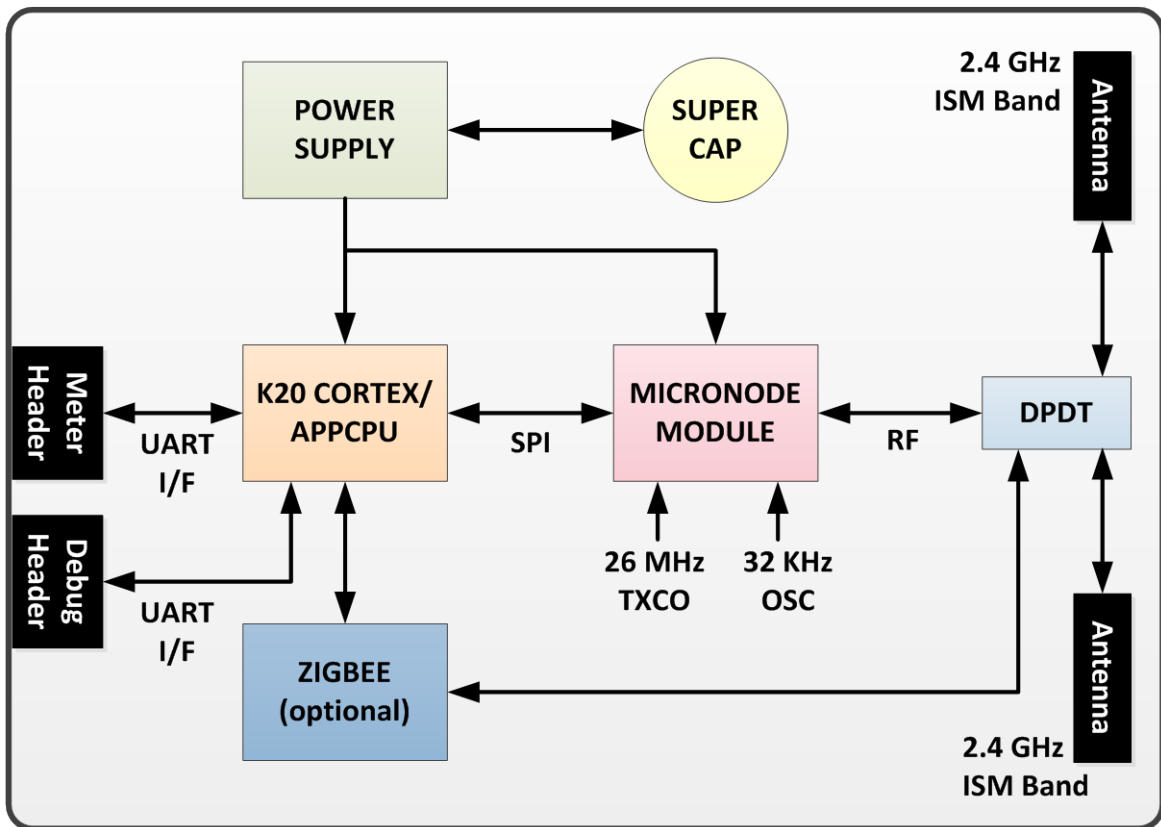 POWER
SUPPLY
SUPER
CAP
2.4 GHz
ISM Band
Antenna
Meter
Header
UART
I/F
K20 CORTEX/
APPCPU
SPI
MICRONODE
MODULE
RF
DPDT
Debug
Header
UART
I/F
26 MHz
TXCO
32 KHz
OSC
ZIGBEE
(optional)
Antenna
2.4 GHz
ISM Band